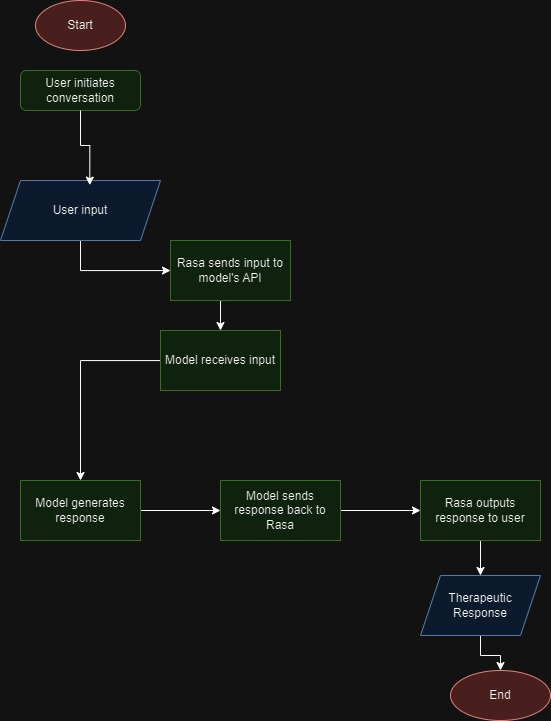 Start
User initiates
conversation
User input
Rasa sends input to
model's API
Model receives input
Model generates
response
Model sends
response back to
Rasa
Rasa outputs
response to user
Therapeutic
Response
End